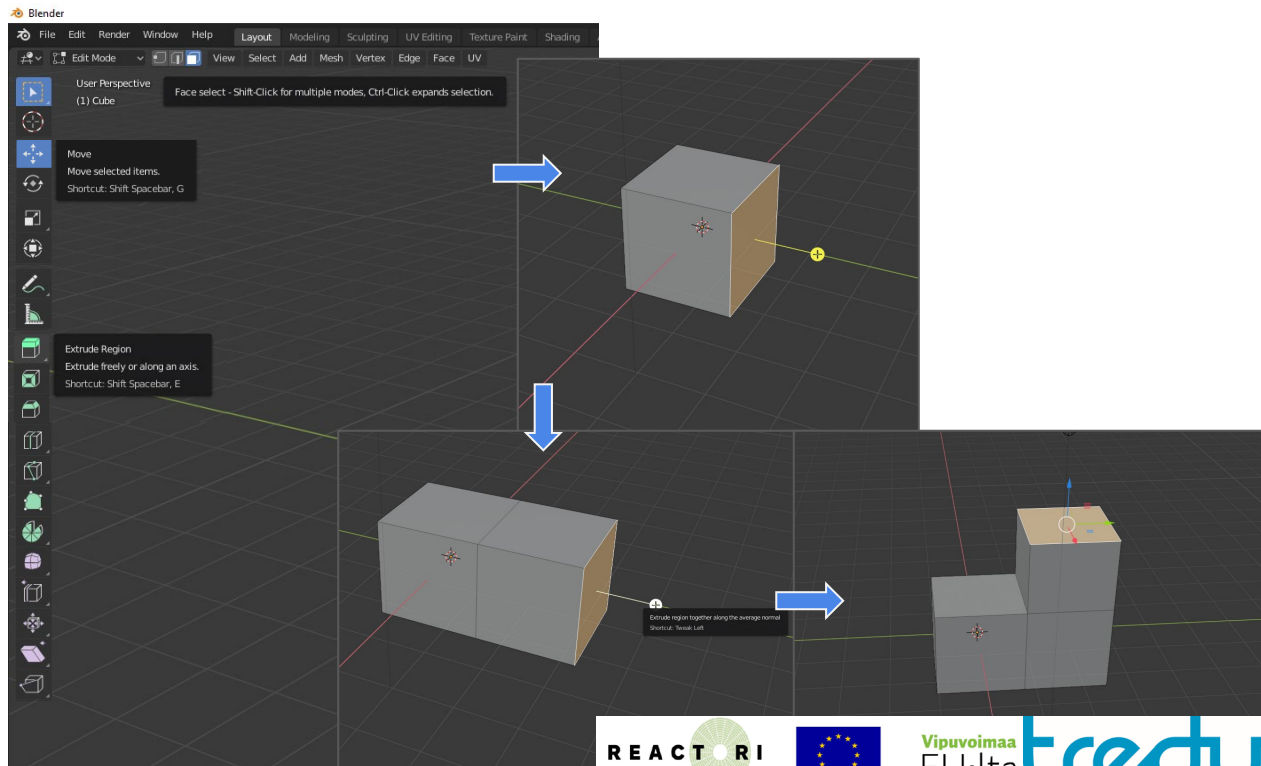 Blender
File Edit Render Window Help Layout Modeling Sculpting UV Editing Texture Paint Shading
Edit Mode View Select Add Mesh Vertex Edge Face UV
User Perspective
(1) Cube
Face select - Shift-Click for multiple modes, Ctrl-Click expands selection.
Move
Move selected items.
Shortcut: Shift Spacebar, G
Extrude Region
Extrude freely or along an axis.
Shortcut: Shift Spacebar, E
Extrude region together along the average normal
Shortcut: Tweak Left
REACTORI
Vipuvoimaa
EU:lta
tredu